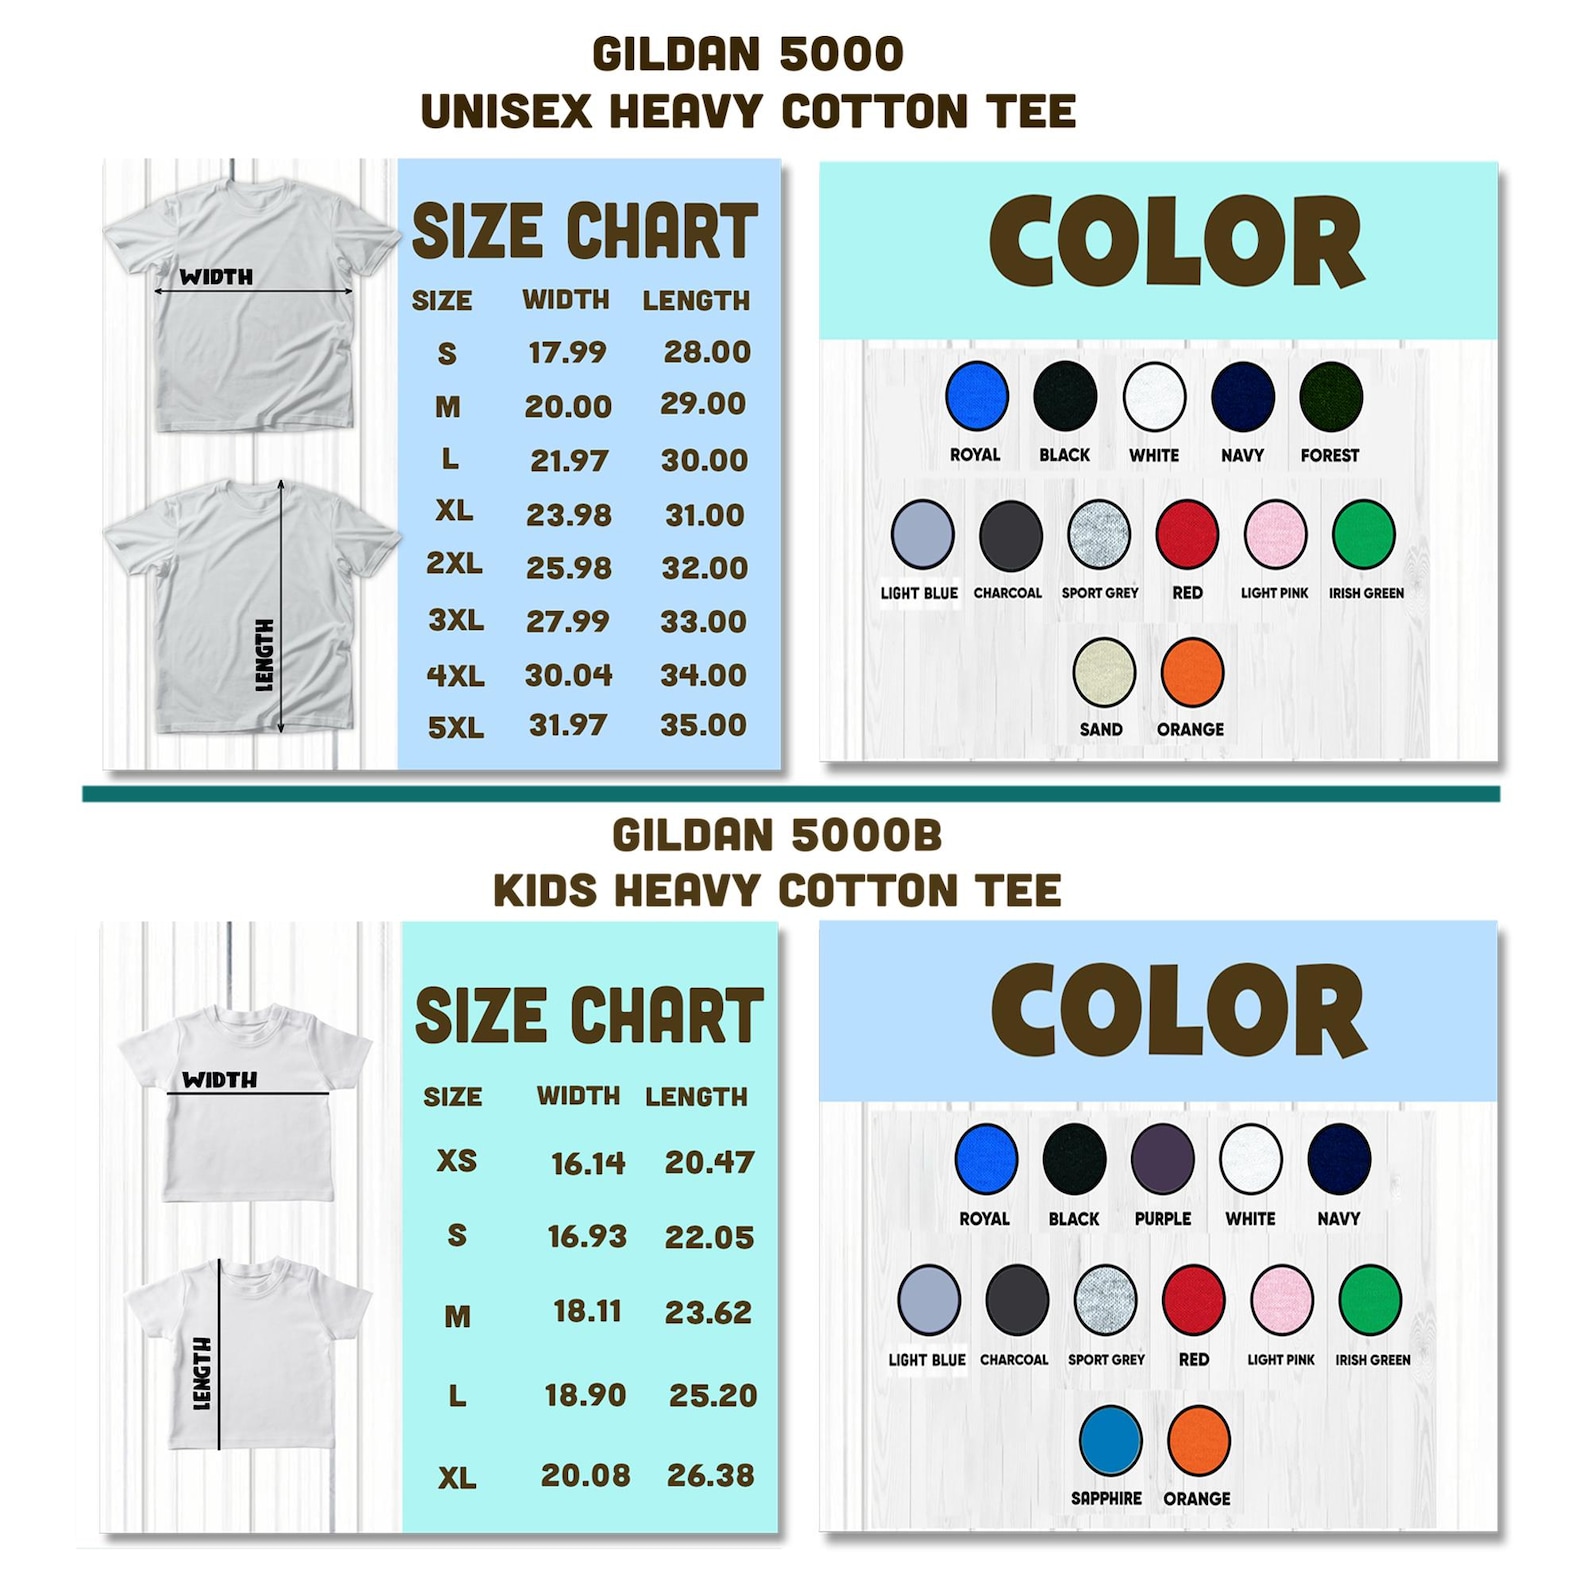 GILDAN 5000
UNISEX HEAVY COTTON TEE
WIDTH
LENGTH
SIZE CHART
SIZE WIDTH LENGTH
S 17.99 28.00
M 20.00 29.00
L 21.97 30.00
XL 23.98 31.00
2XL 25.98 32.00
3XL 27.99 33.00
4XL 30.04 34.00
5XL 31.97 35.00
COLOR
ROYAL BLACK WHITE NAVY FOREST
LIGHT BLUE CHARCOAL SPORT GREY RED LIGHT PINK IRISH GREEN
SAND ORANGE
GILDAN 5000B
KIDS HEAVY COTTON TEE
WIDTH
LENGTH
SIZE CHART
SIZE WIDTH LENGTH
XS 16.14 20.47
S 16.93 22.05
M 18.11 23.62
L 18.90 25.20
XL 20.08 26.38
COLOR
ROYAL BLACK PURPLE WHITE NAVY
LIGHT BLUE CHARCOAL SPORT GREY RED LIGHT PINK IRISH GREEN
SAPPHIRE ORANGE